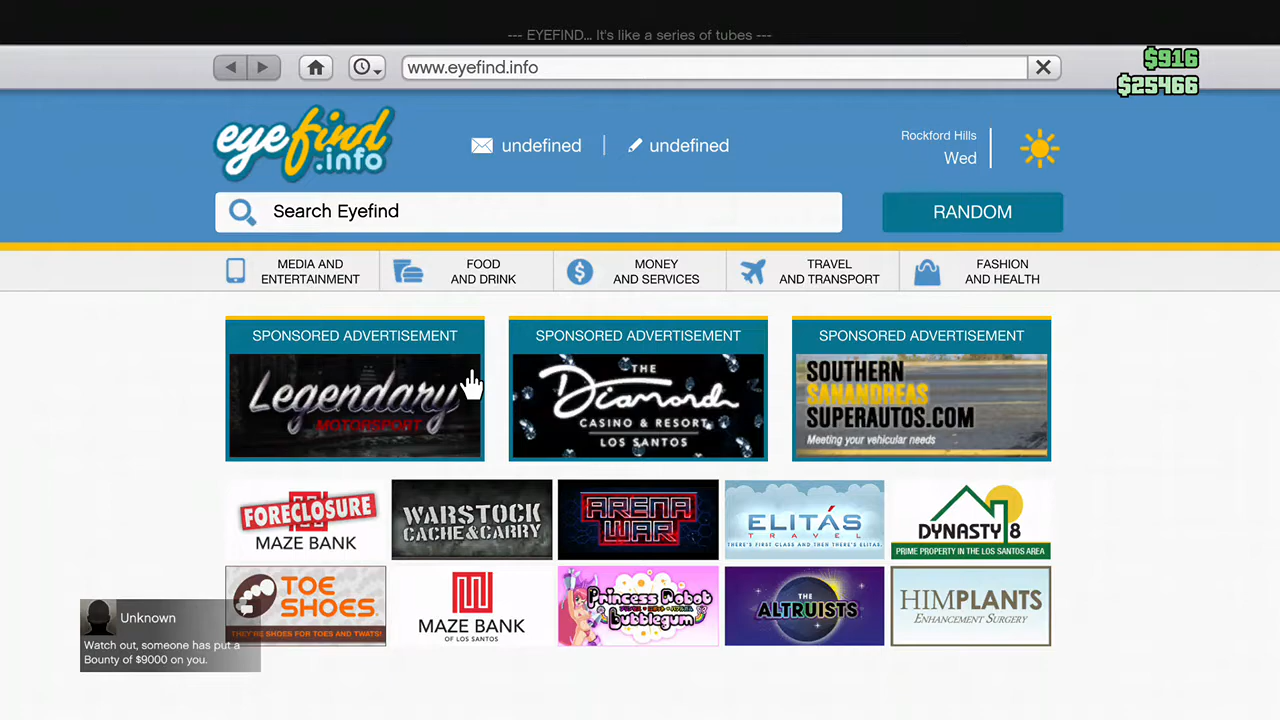 --- EYEFIND... It's like a series of tubes ---
www.eyefind.info
$916
$25466
eyefind
.info
undefined
undefined
Rockford Hills
Wed
Search Eyefind
RANDOM
MEDIA AND
ENTERTAINMENT
FOOD
AND DRINK
MONEY
AND SERVICES
TRAVEL
AND TRANSPORT
FASHION
AND HEALTH
SPONSORED ADVERTISEMENT
Legendary
MOTORSPORT
SPONSORED ADVERTISEMENT
THE
Diamond
CASINO & RESORT
LOS SANTOS
SPONSORED ADVERTISEMENT
SOUTHERN
SANANDREAS
SUPERAUTOS.COM
Meeting your vehicular needs
FORECLOSURE
MAZE BANK
WARSTOCK
CACHE & CARRY
ARENA
WAR
ELITÁS
TRAVEL
THERE'S FIRST CLASS AND THEN THERE'S ELITAS.
DYNASTY 8
PRIME PROPERTY IN THE LOS SANTOS AREA
TOE
SHOES
THEY'RE SHOES FOR TOES AND TWATS!
MAZE BANK
OF LOS SANTOS
Princess Robot
Bubblegum
THE
ALTRUISTS
HIMPLANTS
ENHANCEMENT SURGERY
Unknown
Watch out, someone has put a
Bounty of $9000 on you.